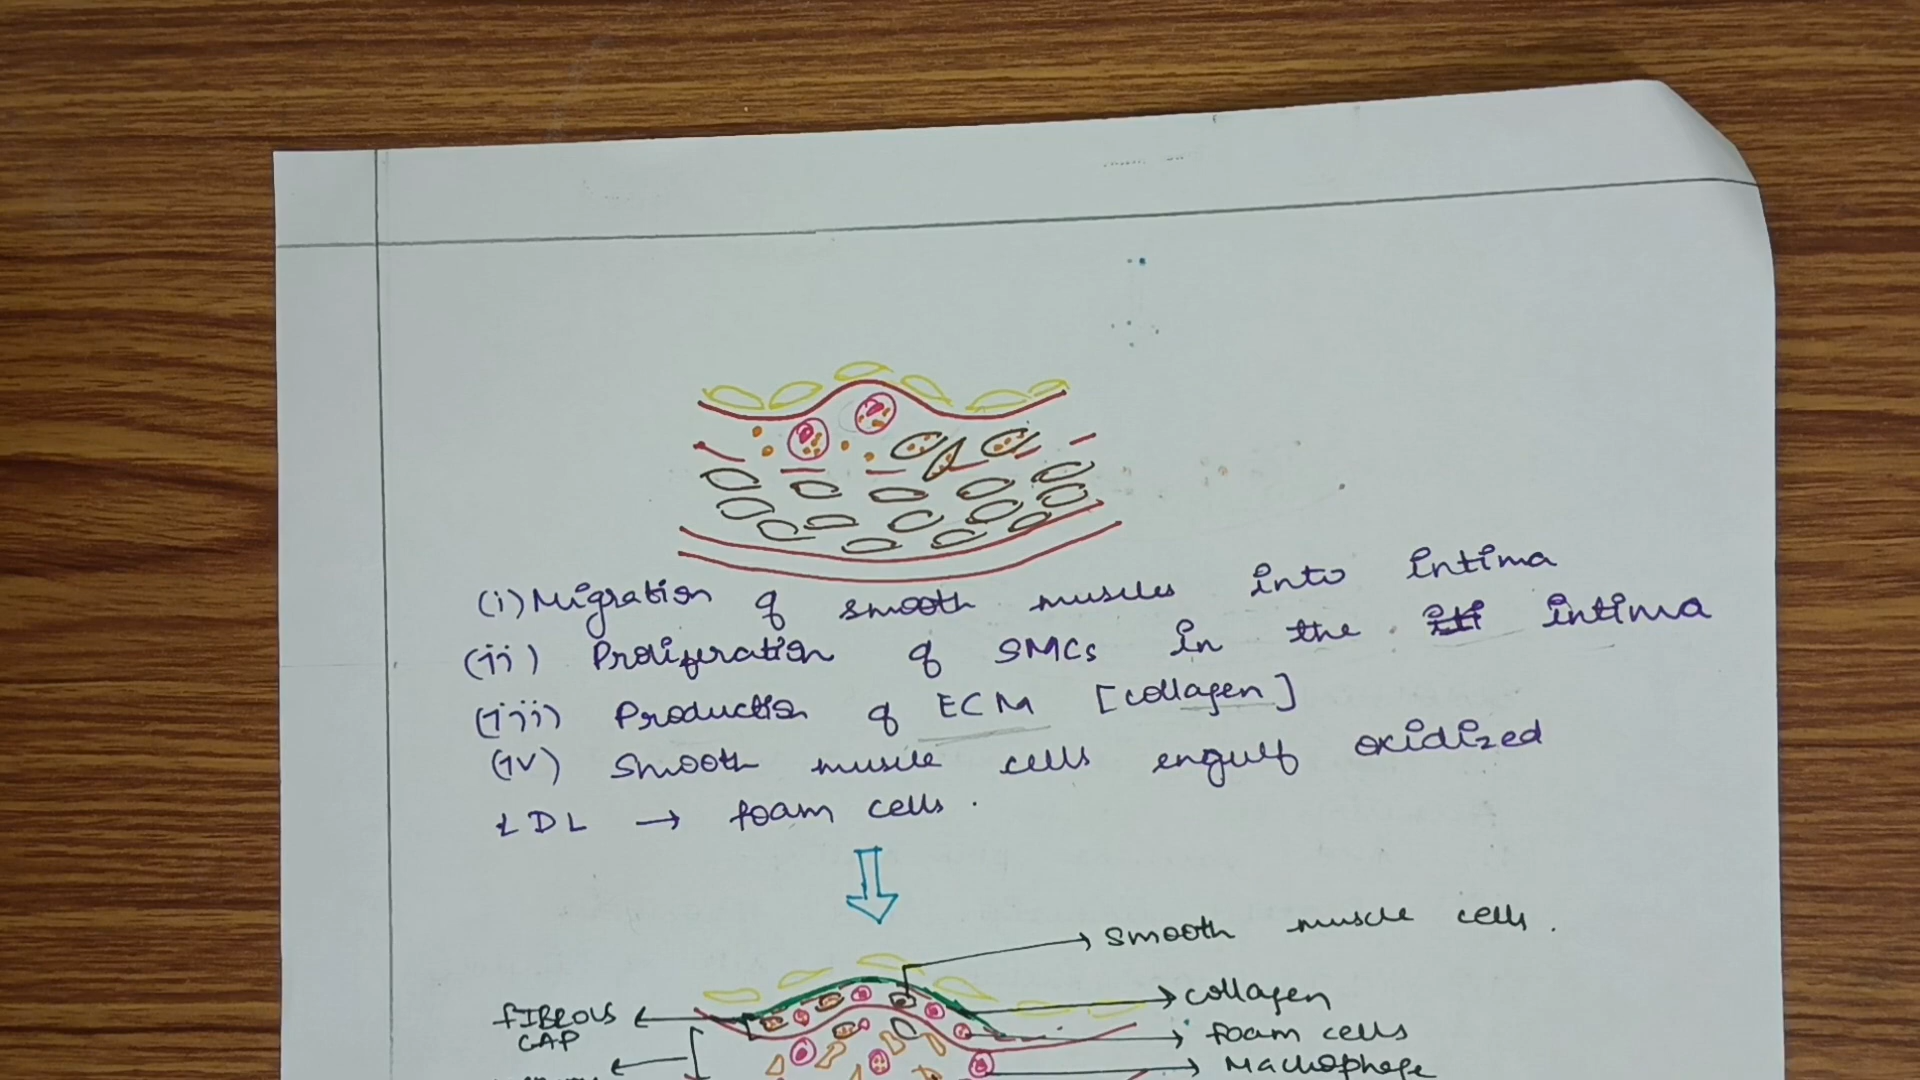 (i) Migration of smooth muscles into intima
(ii) Proliferation of SMCs in the intima
(iii) Production of ECM [collagen]
(iv) Smooth muscle cells engulf oxidized
LDL → foam cells.
smooth muscle cells.
FIBROUS
CAP
collagen
foam cells
Macrophage